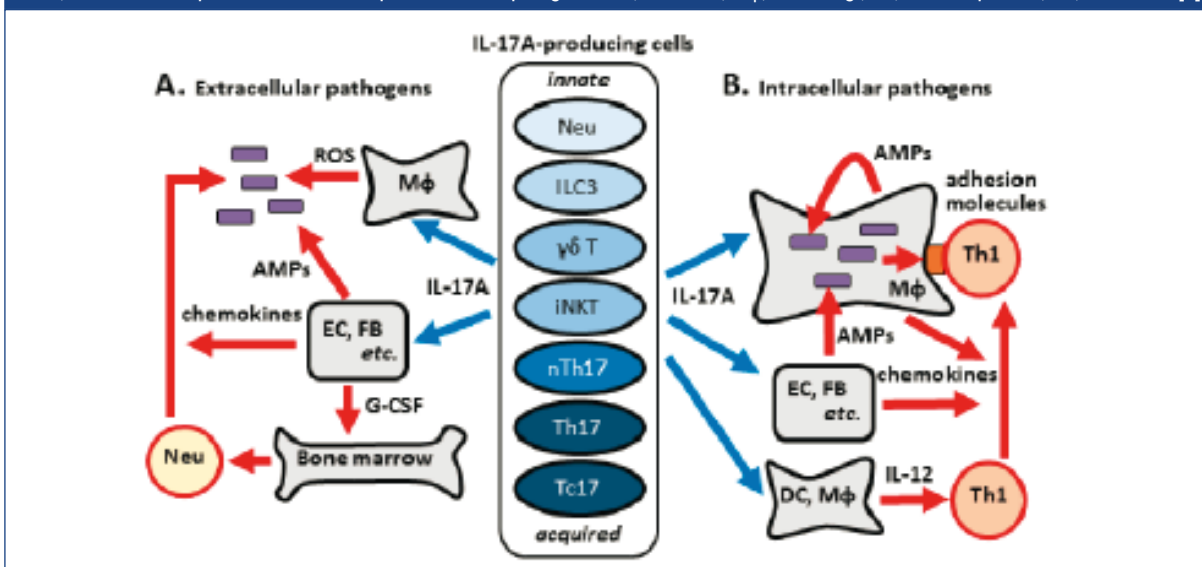 IL-17A-producing cells
A. Extracellular pathogens
innate
B. Intracellular pathogens
Neu
ILC3
γδ T
iNKT
nTh17
Th17
Tc17
acquired
ROS
Mϕ
AMPs
IL-17A
chemokines
EC, FB
etc.
G-CSF
Neu
Bone marrow
AMPs
adhesion
molecules
Th1
Mϕ
IL-17A
AMPs
EC, FB
etc.
chemokines
DC, Mϕ
IL-12
Th1